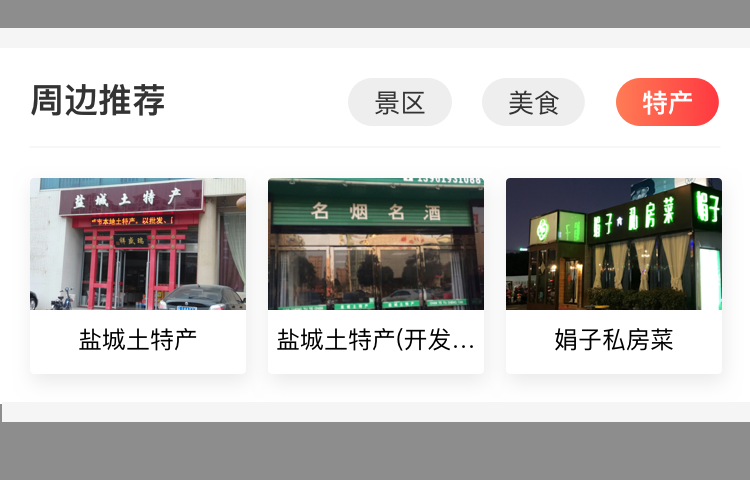 周边推荐
景区
美食
特产
盐城土特产
名烟名酒
娟子★私房菜
娟子
盐城土特产
盐城土特产(开发…
娟子私房菜